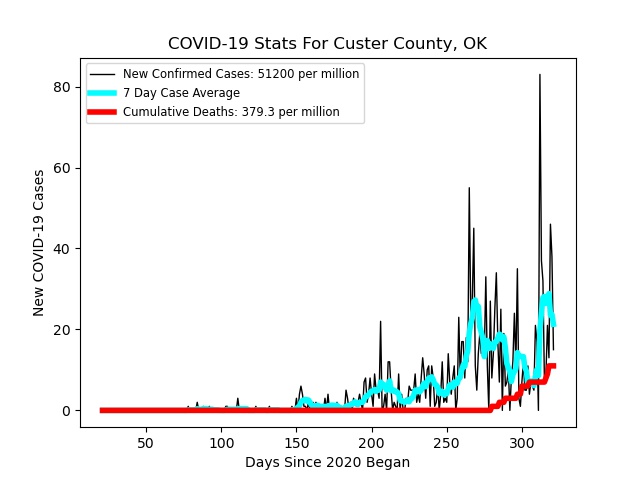 COVID-19 Stats For Custer County, OK
New Confirmed Cases: 51200 per million
7 Day Case Average
Cumulative Deaths: 379.3 per million
New COVID-19 Cases
80
60
40
20
0
50 100 150 200 250 300
Days Since 2020 Began